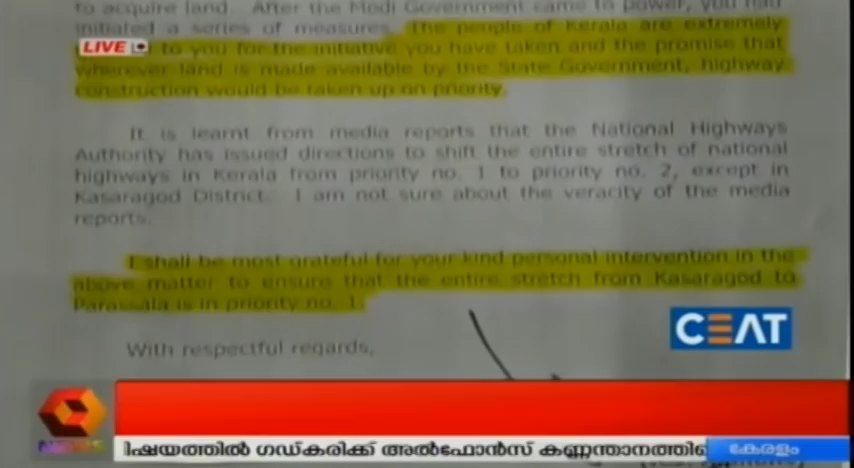 to acquire land. After the Modi Government came to power, you had
initiated a series of measures. The people of Kerala are extremely
LIVE to you for the initiative you have taken and the promise that
wherever land is made available by the State Government, highway
construction would be taken up on priority.
It is learnt from media reports that the National Highways
Authority has issued directions to shift the entire stretch of national
highways in Kerala from priority no. 1 to priority no. 2, except in
Kasaragod District. I am not sure about the veracity of the media
reports.
I shall be most grateful for your kind personal intervention in the
above matter to ensure that the entire stretch from Kasaragod to
Parassala is in priority no. 1.
CEAT
With respectful regards,
NEWS
ിഷയത്തിൽ ഗഡ്കരിക്ക് അൽഫോൻസ് കണ്ണന്താനത്തിന്റെ കേരളം